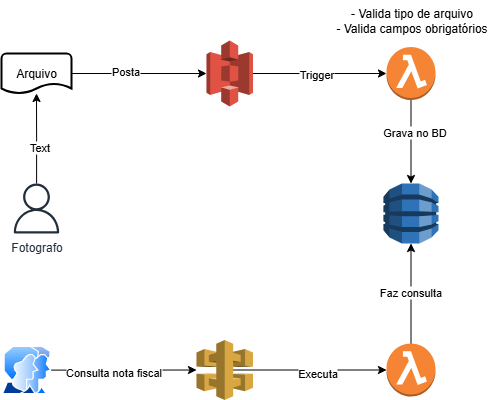 - Valida tipo de arquivo
- Valida campos obrigatórios
Arquivo
Posta
Trigger
Text
Grava no BD
Fotografo
Faz consulta
Consulta nota fiscal
Executa